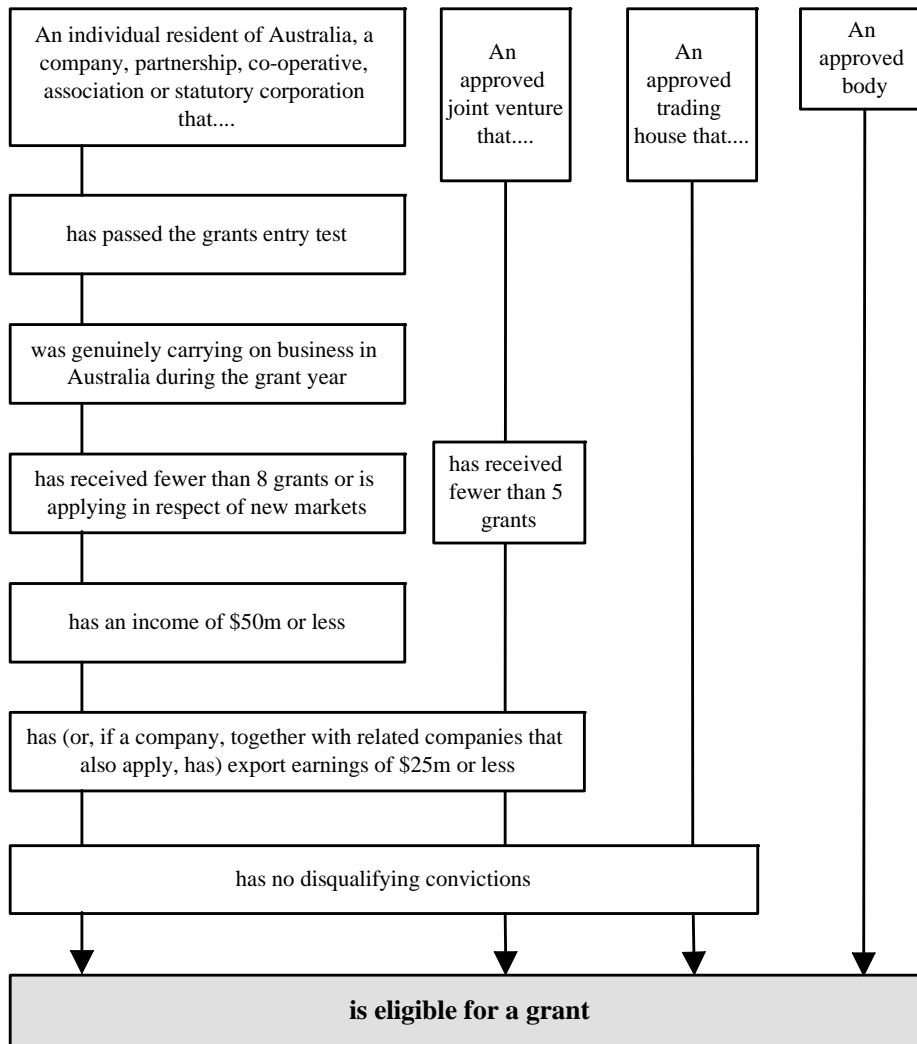 An individual resident of Australia, a
company, partnership, co-operative,
association or statutory corporation
that....
An
approved
joint venture
that....
An
approved
trading
house that....
An
approved
body
has passed the grants entry test
was genuinely carrying on business in
Australia during the grant year
has received fewer than 8 grants or is
applying in respect of new markets
has received
fewer than 5
grants
has an income of $50m or less
has (or, if a company, together with related companies that
also apply, has) export earnings of $25m or less
has no disqualifying convictions
is eligible for a grant